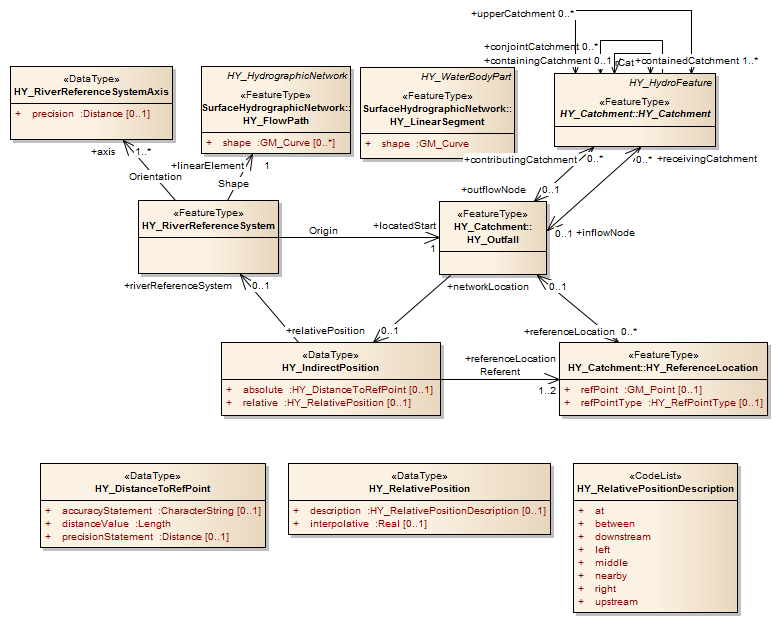 +upperCatchment 0..*
+conjointCatchment 0..*
+containingCatchment 0..1
rCat
+containedCatchment 1..*
«DataType»
HY_RiverReferenceSystemAxis
+ precision :Distance [0..1]
HY_HydrographicNetwork
«FeatureType»
SurfaceHydrographicNetwork::
HY_FlowPath
+ shape :GM_Curve [0..*]
HY_WaterBodyPart
«FeatureType»
SurfaceHydrographicNetwork::
HY_LinearSegment
+ shape :GM_Curve
HY_HydroFeature
«FeatureType»
HY_Catchment::HY_Catchment
+axis
1..*
Orientation
+linearElement
1
Shape
+contributingCatchment
0..*
0..*
+receivingCatchment
+outflowNode
0..1
«FeatureType»
HY_RiverReferenceSystem
Origin
+locatedStart
1
«FeatureType»
HY_Catchment::
HY_Outfall
0..1
+inflowNode
+riverReferenceSystem
0..1
+networkLocation
0..1
+relativePosition
0..1
+referenceLocation
0..*
«DataType»
HY_IndirectPosition
+ absolute :HY_DistanceToRefPoint [0..1]
+ relative :HY_RelativePosition [0..1]
+referenceLocation
Referent
1..2
«FeatureType»
HY_Catchment::HY_ReferenceLocation
+ refPoint :GM_Point [0..1]
+ refPointType :HY_RefPointType [0..1]
«DataType»
HY_DistanceToRefPoint
+ accuracyStatement :CharacterString [0..1]
+ distanceValue :Length
+ precisionStatement :Distance [0..1]
«DataType»
HY_RelativePosition
+ description :HY_RelativePositionDescription [0..1]
+ interpolative :Real [0..1]
«CodeList»
HY_RelativePositionDescription
+ at
+ between
+ downstream
+ left
+ middle
+ nearby
+ right
+ upstream